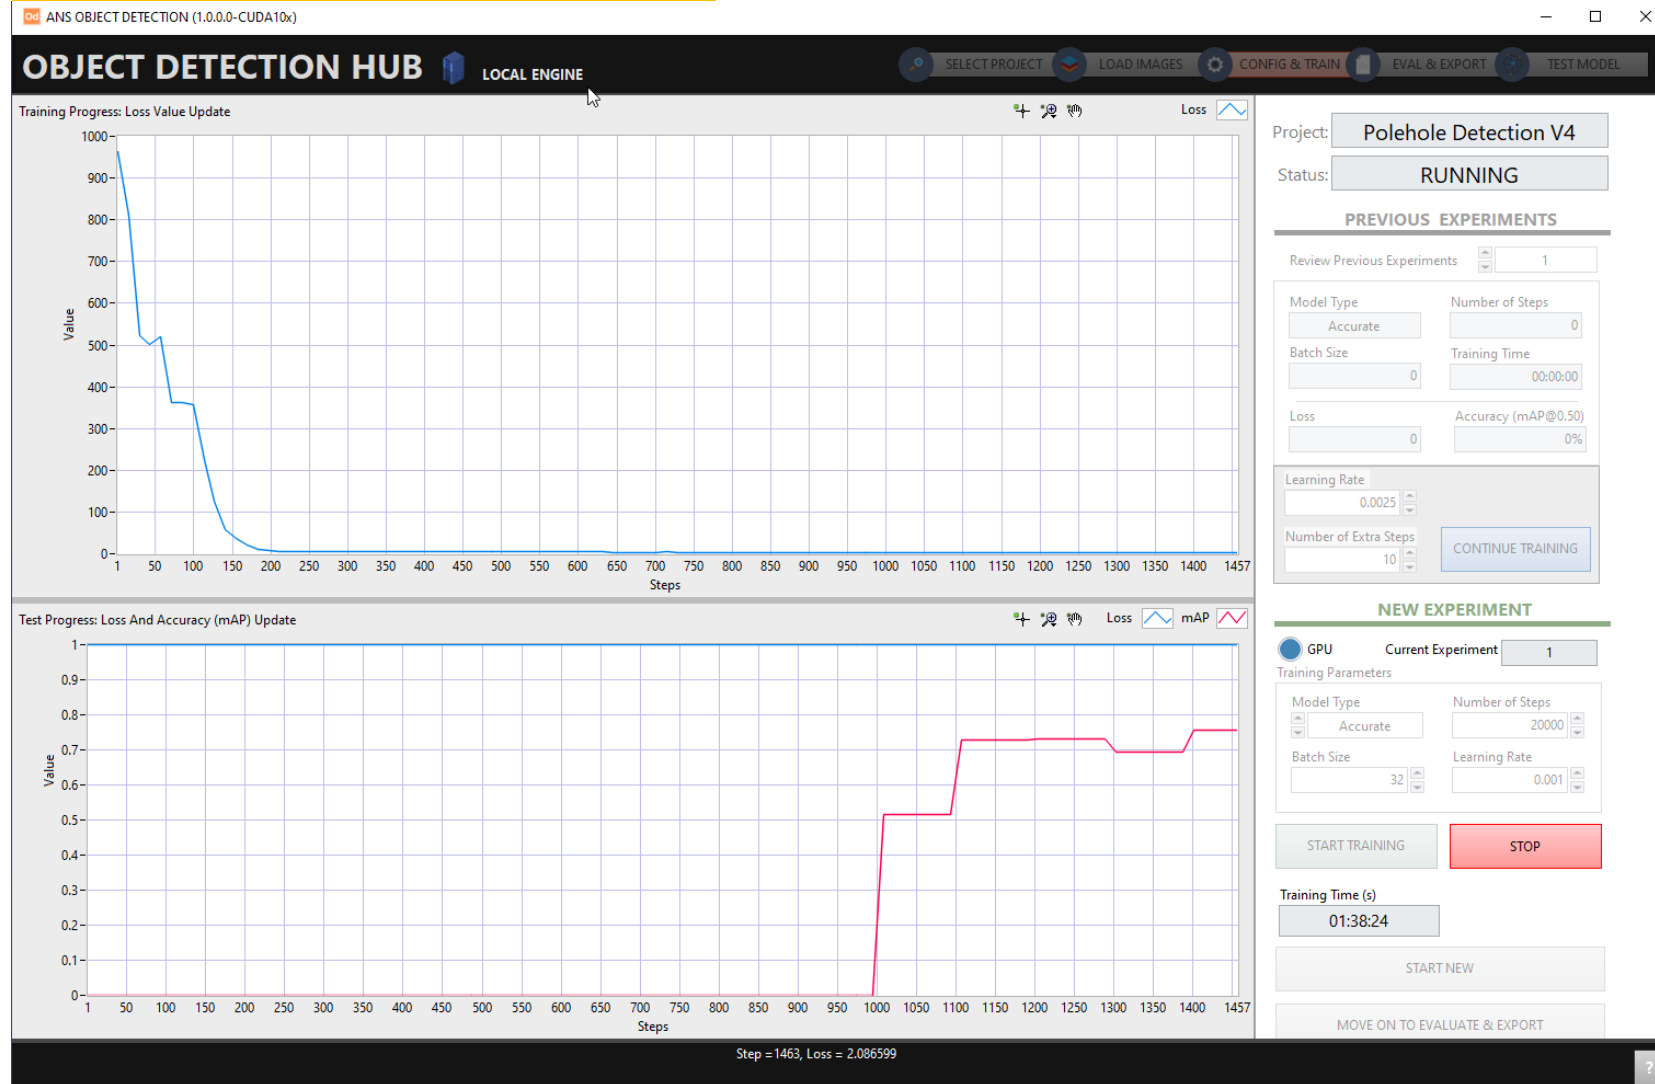 ANS OBJECT DETECTION (1.0.0.0-CUDA10x)
OBJECT DETECTION HUB LOCAL ENGINE
SELECT PROJECT LOAD IMAGES CONFIG & TRAIN EVAL & EXPORT TEST MODEL
Training Progress: Loss Value Update Loss
1000
900
800
700
600
500
400
300
200
100
0
Value
1 50 100 150 200 250 300 350 400 450 500 550 600 650 700 750 800 850 900 950 1000 1050 1100 1150 1200 1250 1300 1350 1400 1457
Steps
Test Progress: Loss And Accuracy (mAP) Update Loss mAP
1
0.9
0.8
0.7
0.6
0.5
0.4
0.3
0.2
0.1
0
Value
1 50 100 150 200 250 300 350 400 450 500 550 600 650 700 750 800 850 900 950 1000 1050 1100 1150 1200 1250 1300 1350 1400 1457
Steps
Project: Polehole Detection V4
Status: RUNNING
PREVIOUS EXPERIMENTS
Review Previous Experiments 1
Model Type Number of Steps
Accurate 0
Batch Size Training Time
0 00:00:00
Loss Accuracy (mAP@0.50)
0 0%
Learning Rate
0.0025
Number of Extra Steps
10 CONTINUE TRAINING
NEW EXPERIMENT
GPU Current Experiment 1
Training Parameters
Model Type Number of Steps
Accurate 20000
Batch Size Learning Rate
32 0.001
START TRAINING STOP
Training Time (s)
01:38:24
START NEW
MOVE ON TO EVALUATE & EXPORT
Step =1463, Loss = 2.086599
?